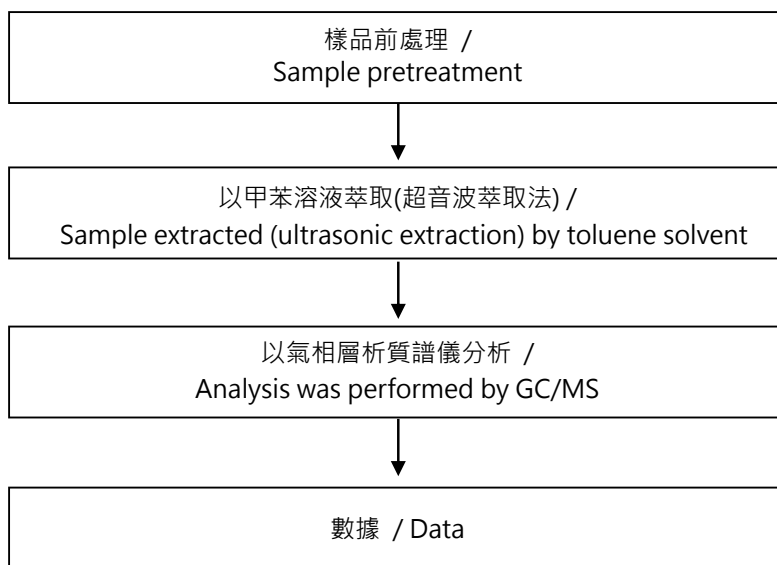 樣品前處理 /
Sample pretreatment
以甲苯溶液萃取(超音波萃取法) /
Sample extracted (ultrasonic extraction) by toluene solvent
以氣相層析質譜儀分析 /
Analysis was performed by GC/MS
數據 / Data